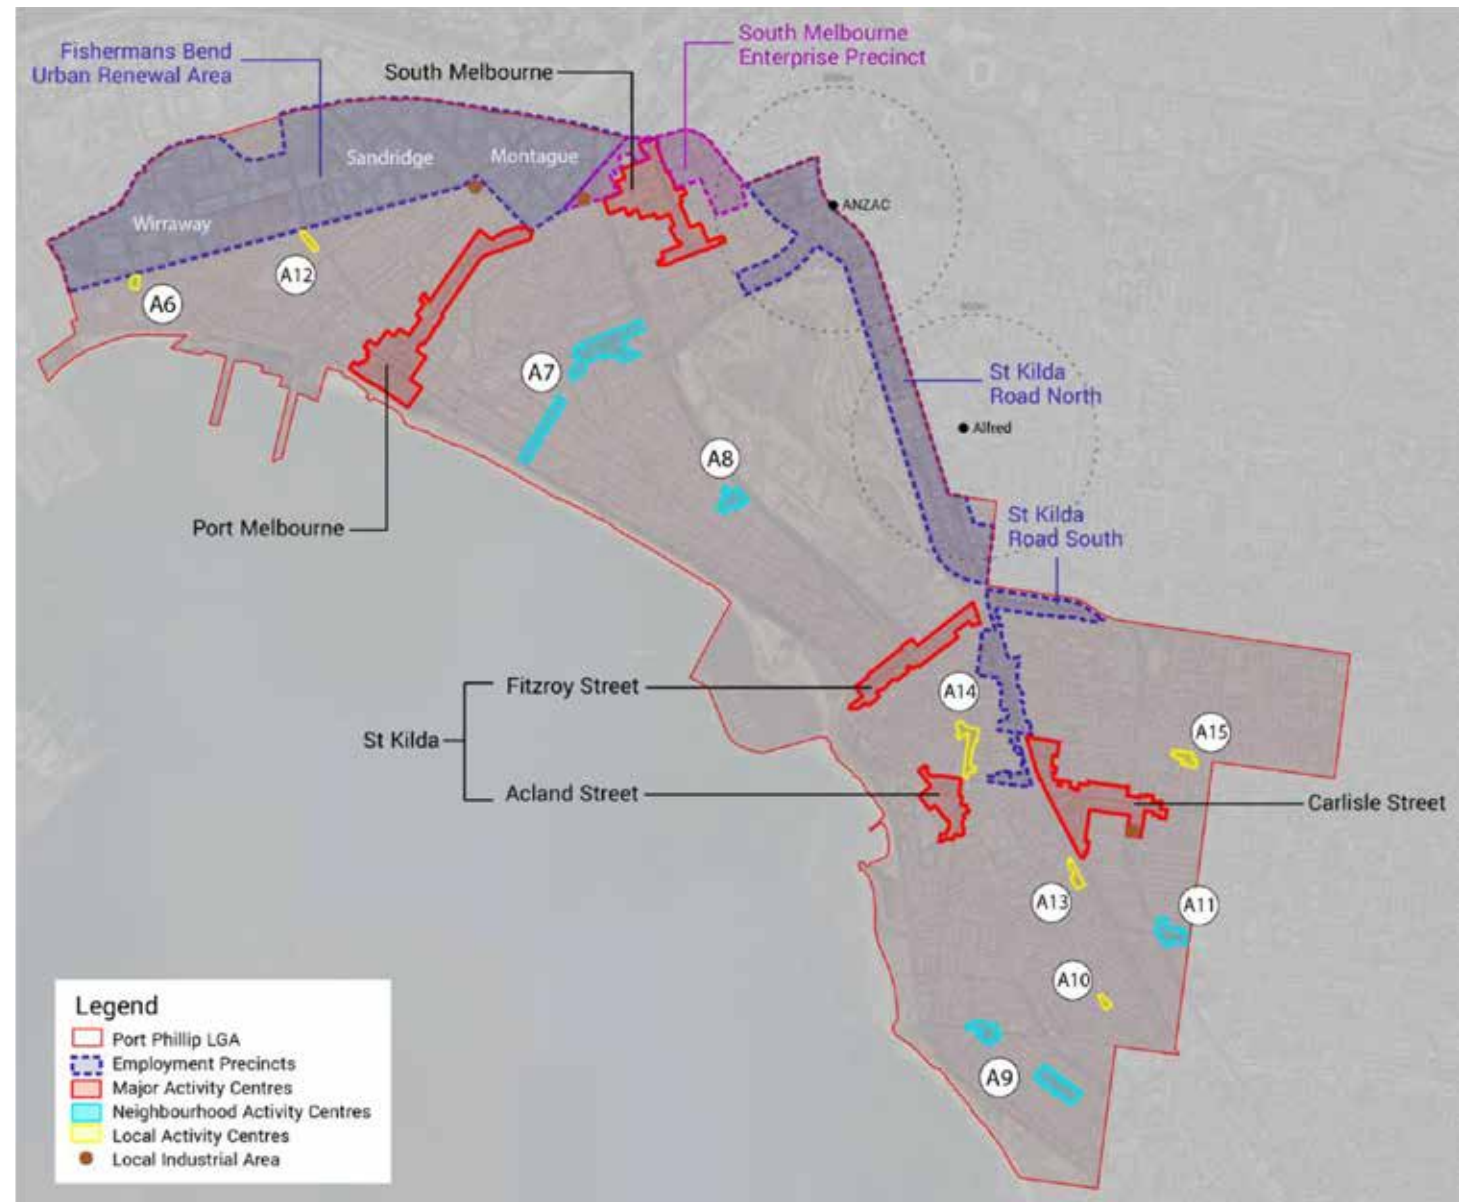 Fishermans Bend
Urban Renewal Area
South Melbourne
South Melbourne
Enterprise Precinct
Sandridge
Montague
Wirraway
ANZAC
A12
A6
A7
St Kilda
Road North
Alfred
A8
Port Melbourne
St Kilda
Road South
Fitzroy Street
A14
St Kilda
A15
Acland Street
Carlisle Street
A13
A11
A10
A9
Legend
Port Phillip LGA
Employment Precincts
Major Activity Centres
Neighbourhood Activity Centres
Local Activity Centres
Local Industrial Area